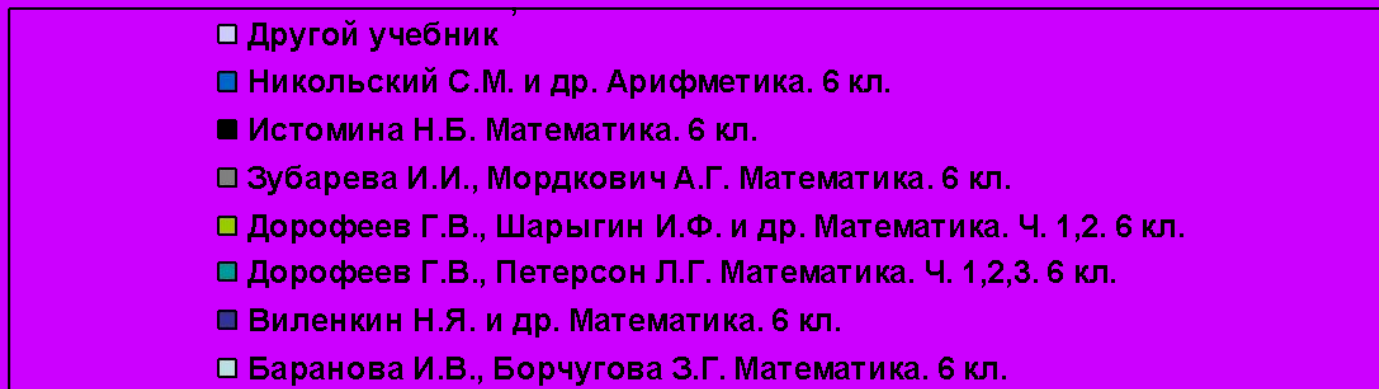 Другой учебник
Никольский С.М. и др. Арифметика. 6 кл.
Истомина Н.Б. Математика. 6 кл.
Зубарева И.И., Мордкович А.Г. Математика. 6 кл.
Дорофеев Г.В., Шарыгин И.Ф. и др. Математика. Ч. 1,2. 6 кл.
Дорофеев Г.В., Петерсон Л.Г. Математика. Ч. 1,2,3. 6 кл.
Виленкин Н.Я. и др. Математика. 6 кл.
Баранова И.В., Борчугова З.Г. Математика. 6 кл.